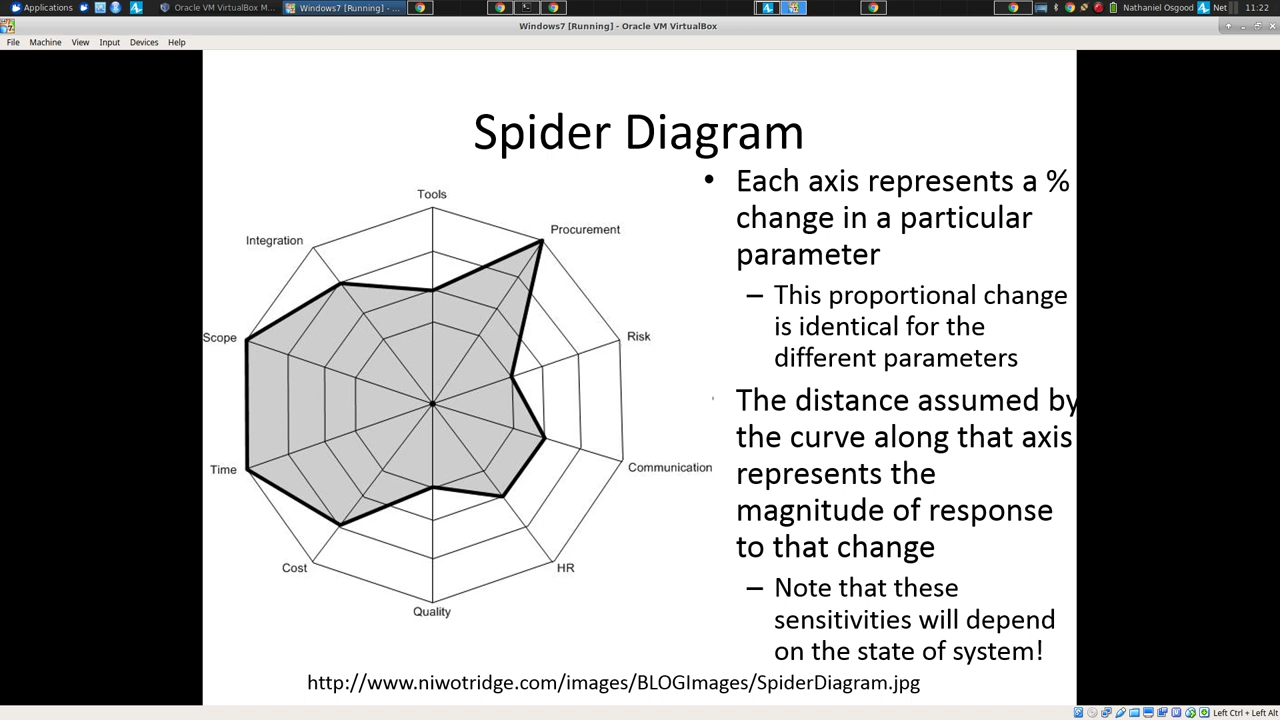 Applications
Oracle VM VirtualBox M...
Windows7 [Running] - ...
Nathaniel Osgood
Net
11:22
Windows7 [Running] - Oracle VM VirtualBox
File Machine View Input Devices Help
Spider Diagram
Tools
Procurement
Integration
Risk
Scope
Communication
Time
HR
Cost
Quality
• Each axis represents a %
change in a particular
parameter
– This proportional change
is identical for the
different parameters
The distance assumed by
the curve along that axis
represents the
magnitude of response
to that change
– Note that these
sensitivities will depend
on the state of system!
http://www.niwotridge.com/images/BLOGImages/SpiderDiagram.jpg
Left Ctrl + Left Alt